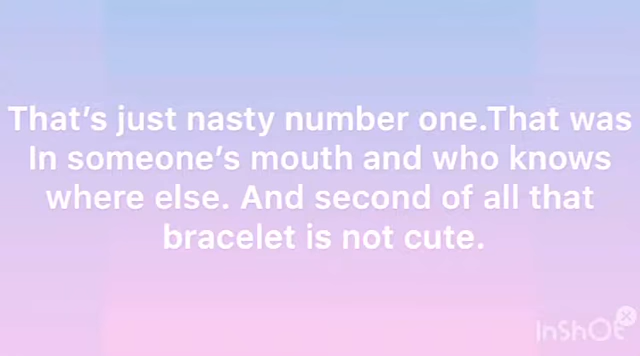 That’s just nasty number one.That was
In someone’s mouth and who knows
where else. And second of all that
bracelet is not cute.
InShOt